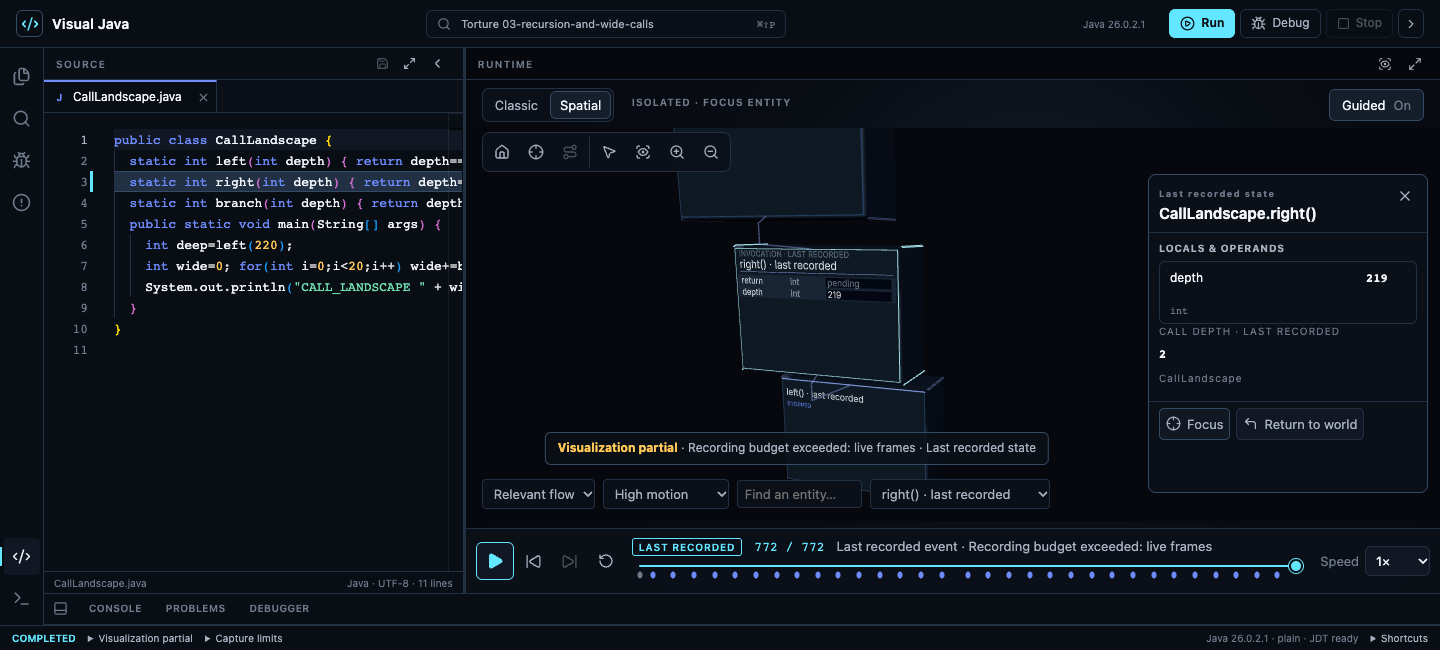 Visual Java
Torture 03-recursion-and-wide-calls
⌘⇧P
Java 26.0.2.1
Run
Debug
Stop
SOURCE
J CallLandscape.java
1 public class CallLandscape {
2 static int left(int depth) { return depth==
3 static int right(int depth) { return depth=
4 static int branch(int depth) { return depth
5 public static void main(String[] args) {
6 int deep=left(220);
7 int wide=0; for(int i=0;i<20;i++) wide+=b
8 System.out.println("CALL_LANDSCAPE " + wi
9 }
10 }
11
CallLandscape.java
Java · UTF-8 · 11 lines
RUNTIME
Classic
Spatial
ISOLATED · FOCUS ENTITY
Guided On
INVOCATION · LAST RECORDED
right() · last recorded
return int pending
depth int 219
left() · last recorded
STOPPED
Last recorded state
CallLandscape.right()
LOCALS & OPERANDS
depth 219
int
CALL DEPTH · LAST RECORDED
2
CallLandscape
Focus
Return to world
Visualization partial · Recording budget exceeded: live frames · Last recorded state
Relevant flow
High motion
Find an entity...
right() · last recorded
LAST RECORDED 772 / 772 Last recorded event · Recording budget exceeded: live frames
Speed 1×
CONSOLE
PROBLEMS
DEBUGGER
COMPLETED
Visualization partial
Capture limits
Java 26.0.2.1 · plain · JDT ready
Shortcuts